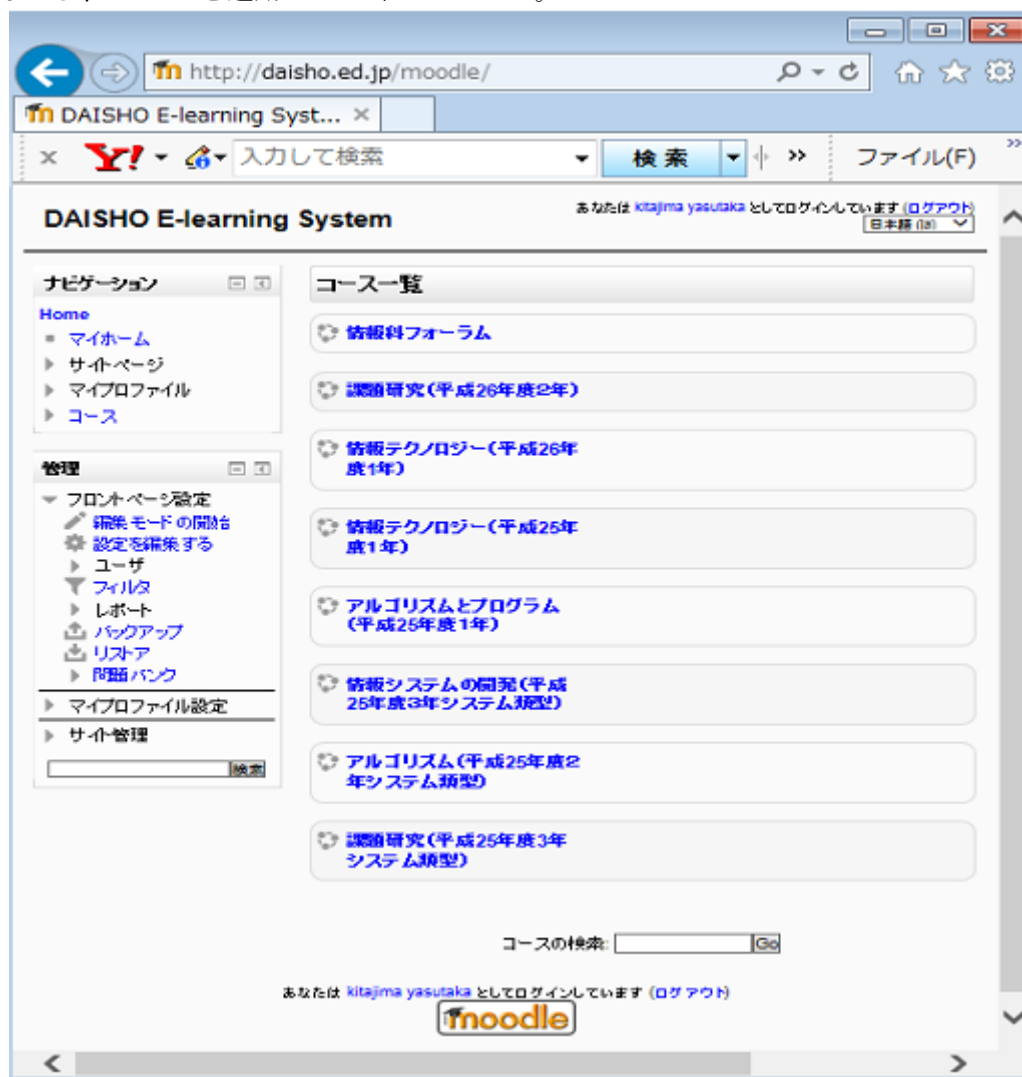 http://daisho.ed.jp/moodle/
DAISHO E-learning Syst...
Y!
入力して検索
検索
ファイル(F)
DAISHO E-learning System
あなたは kitajima yasutaka としてログインしています (ログアウト)
日本語 (ja)
ナビゲーション
Home
マイホーム
サイトページ
マイプロファイル
コース
管理
フロントページ設定
編集モードの開始
設定を編集する
ユーザ
フィルタ
レポート
バックアップ
リストア
問題バンク
マイプロファイル設定
サイト管理
検索
コース一覧
情報科フォーラム
課題研究(平成26年度2年)
情報テクノロジー(平成26年
度1年)
情報テクノロジー(平成25年
度1年)
アルゴリズムとプログラム
(平成25年度1年)
情報システムの開発(平成
25年度3年システム類型)
アルゴリズム(平成25年度2
年システム類型)
課題研究(平成25年度3年
システム類型)
コースの検索:
Go
あなたは kitajima yasutaka としてログインしています (ログアウト)
moodle